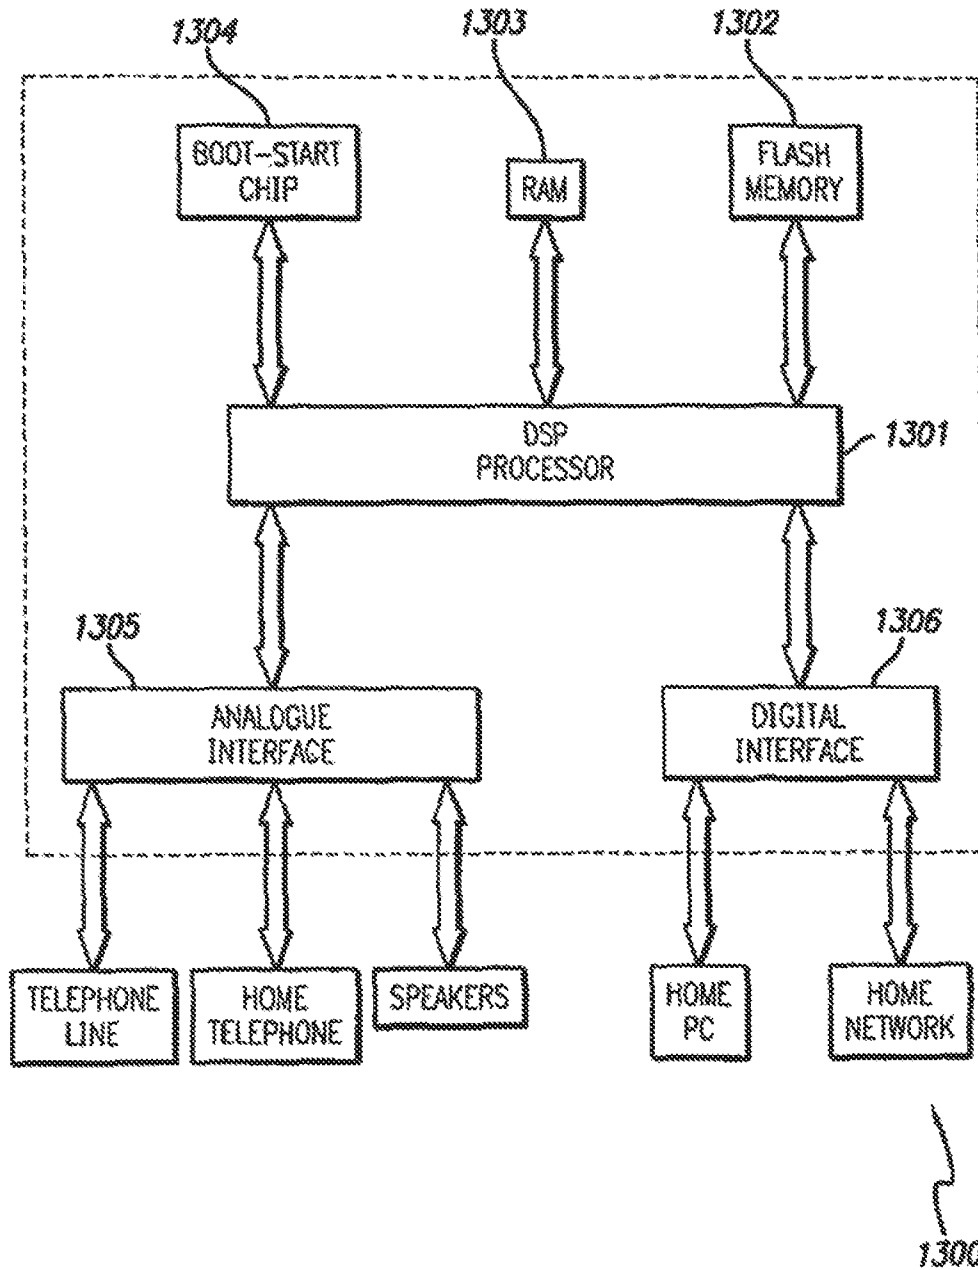 1304
1303
1302
BOOT-START
CHIP
RAM
FLASH
MEMORY
DSP
PROCESSOR
1301
1305
1306
ANALOGUE
INTERFACE
DIGITAL
INTERFACE
TELEPHONE
LINE
HOME
TELEPHONE
SPEAKERS
HOME
PC
HOME
NETWORK
1300